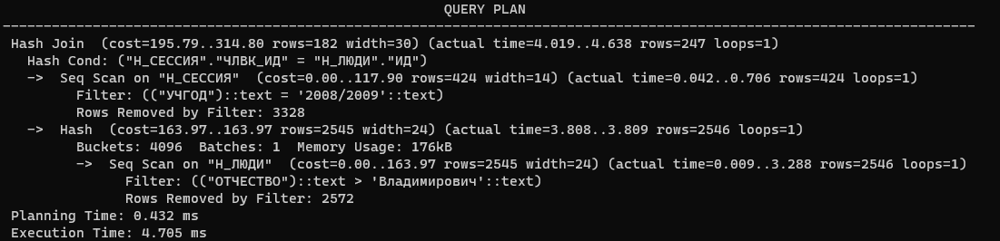 QUERY PLAN
---------------------------------------------------------------------------------------------------------------------
Hash Join  (cost=195.79..314.80 rows=182 width=30) (actual time=4.019..4.638 rows=247 loops=1)
  Hash Cond: ("Н_СЕССИЯ"."ЧЛВК_ИД" = "Н_ЛЮДИ"."ИД")
  ->  Seq Scan on "Н_СЕССИЯ"  (cost=0.00..117.90 rows=424 width=14) (actual time=0.042..0.706 rows=424 loops=1)
        Filter: (("УЧГОД")::text = '2008/2009'::text)
        Rows Removed by Filter: 3328
  ->  Hash  (cost=163.97..163.97 rows=2545 width=24) (actual time=3.808..3.809 rows=2546 loops=1)
        Buckets: 4096  Batches: 1  Memory Usage: 176kB
        ->  Seq Scan on "Н_ЛЮДИ"  (cost=0.00..163.97 rows=2545 width=24) (actual time=0.009..3.288 rows=2546 loops=1)
              Filter: (("ОТЧЕСТВО")::text > 'Владимирович'::text)
              Rows Removed by Filter: 2572
Planning Time: 0.432 ms
Execution Time: 4.705 ms